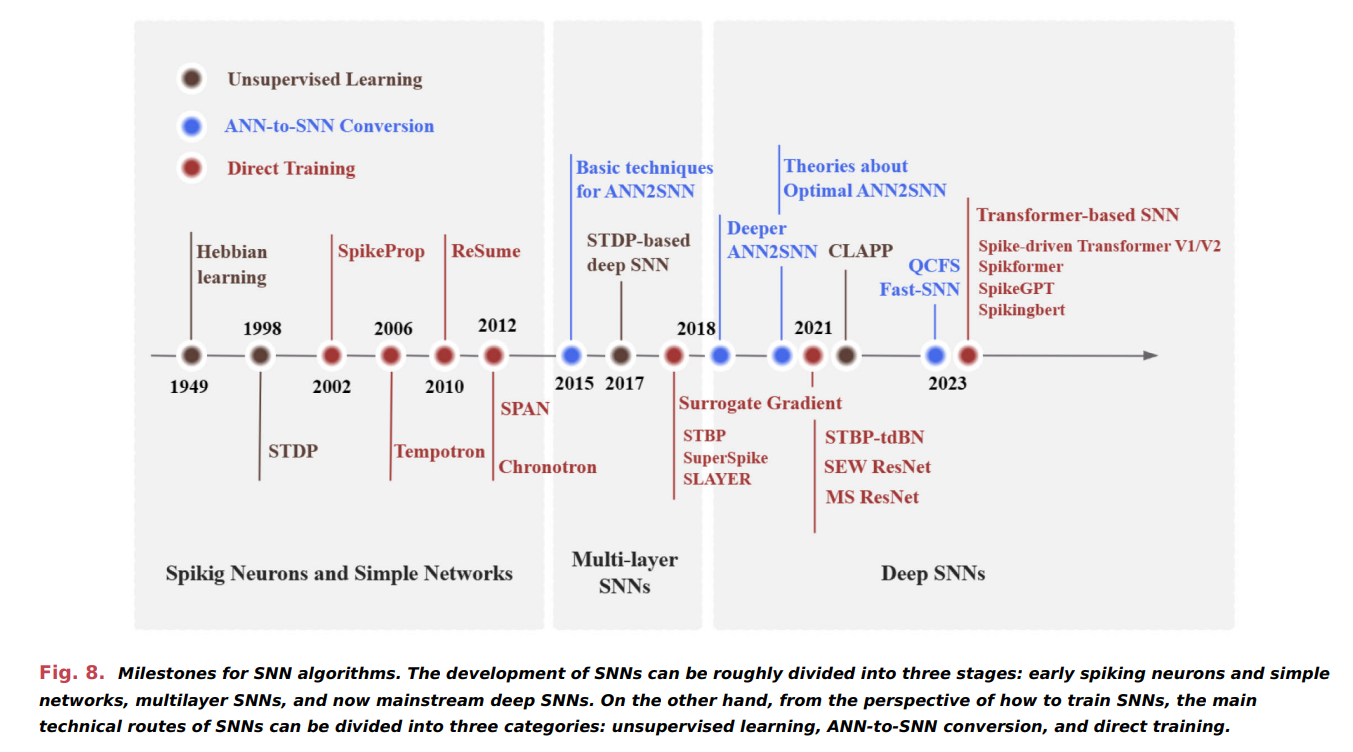 Unsupervised Learning
ANN-to-SNN Conversion
Direct Training
Hebbian
learning
SpikeProp
ReSume
Basic techniques
for ANN2SNN
STDP-based
deep SNN
Theories about
Optimal ANN2SNN
Deeper
ANN2SNN
CLAPP
QCFS
Fast-SNN
Transformer-based SNN
Spike-driven Transformer V1/V2
Spikformer
SpikeGPT
Spikingbert
1998
2006
2012
2018
2021
1949
2002
2010
2015
2017
2023
STDP
Tempotron
SPAN
Chronotron
Surrogate Gradient
STBP
SuperSpike
SLAYER
STBP-tdBN
SEW ResNet
MS ResNet
Spikig Neurons and Simple Networks
Multi-layer
SNNs
Deep SNNs
Fig. 8. Milestones for SNN algorithms. The development of SNNs can be roughly divided into three stages: early spiking neurons and simple
networks, multilayer SNNs, and now mainstream deep SNNs. On the other hand, from the perspective of how to train SNNs, the main
technical routes of SNNs can be divided into three categories: unsupervised learning, ANN-to-SNN conversion, and direct training.